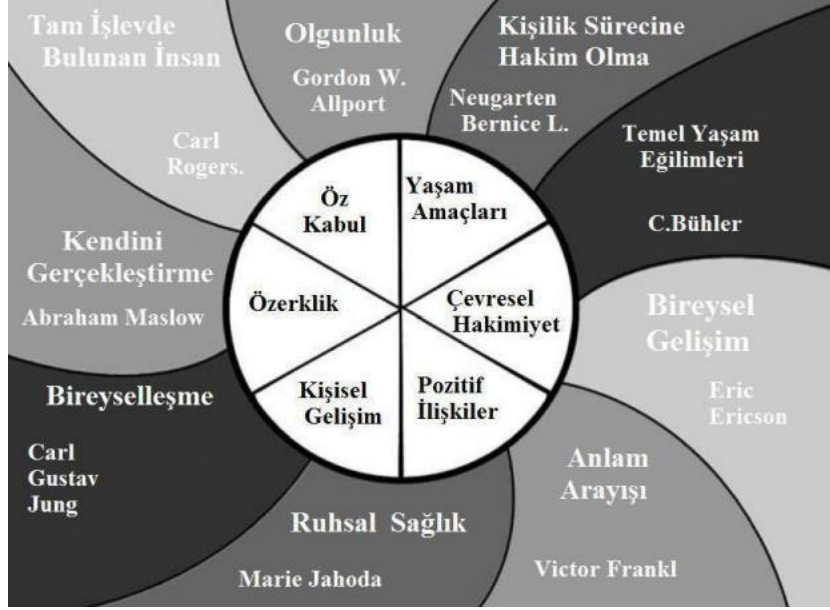 Tam İşlevde
Bulunan İnsan
Carl
Rogers.
Olgunluk
Gordon W.
Allport
Kişilik Sürecine
Hakim Olma
Neugarten
Bernice L.
Temel Yaşam
Eğilimleri
C.Bühler
Bireysel
Gelişim
Eric
Ericson
Anlam
Arayışı
Victor Frankl
Ruhsal Sağlık
Marie Jahoda
Bireyselleşme
Carl
Gustav
Jung
Kendini
Gerçekleştirme
Abraham Maslow
Öz
Kabul
Yaşam
Amaçları
Çevresel
Hakimiyet
Pozitif
İlişkiler
Kişisel
Gelişim
Özerklik